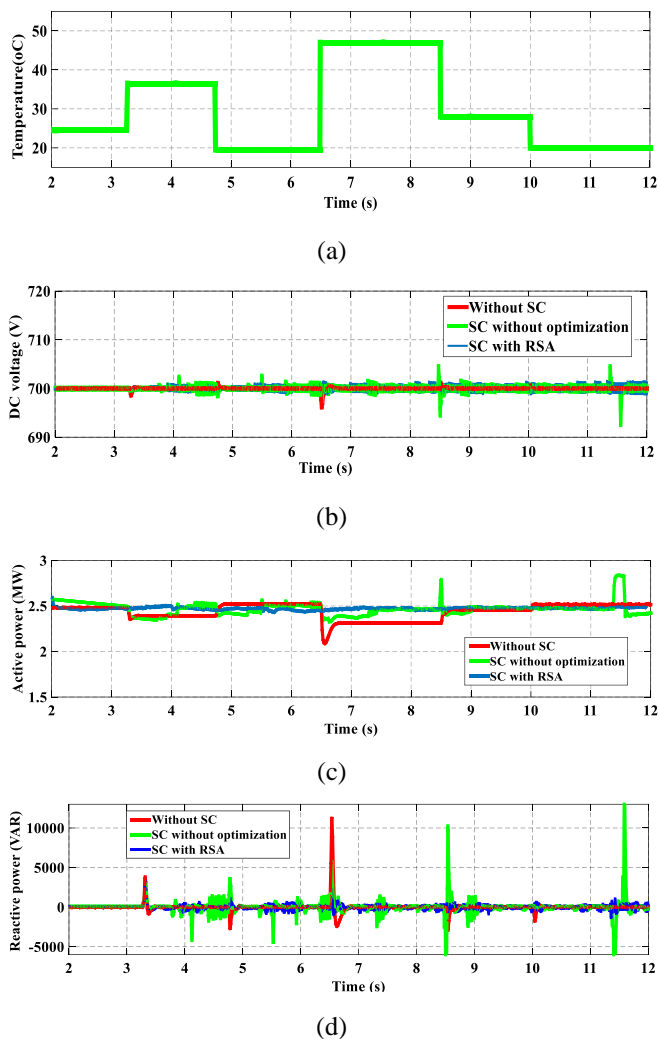 Temperature(oC)
50
40
30
20
2 3 4 5 6 7 8 9 10 11 12
Time (s)
(a)
DC voltage (V)
720
710
700
690
Without SC
SC without optimization
SC with RSA
2 3 4 5 6 7 8 9 10 11 12
Time (s)
(b)
Active power (MW)
3
2.5
2
1.5
Without SC
SC without optimization
SC with RSA
2 3 4 5 6 7 8 9 10 11 12
Time (s)
(c)
Reactive power (VAR)
10000
5000
0
-5000
Without SC
SC without optimization
SC with RSA
2 3 4 5 6 7 8 9 10 11 12
Time (s)
(d)